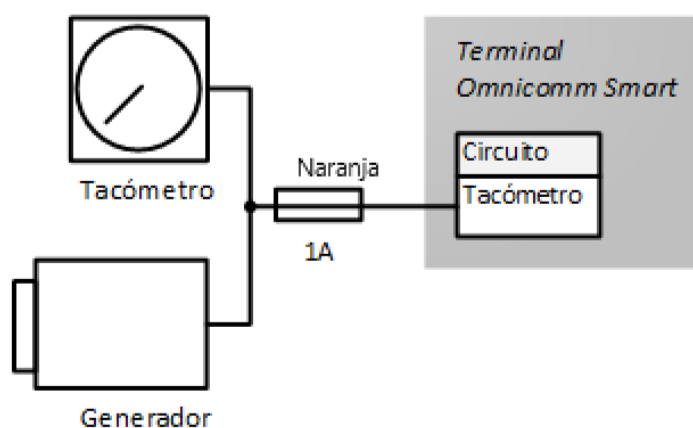 Terminal
Omnicomm Smart
Circuito
Naranja
Tacómetro
Tacómetro
1A
Generador